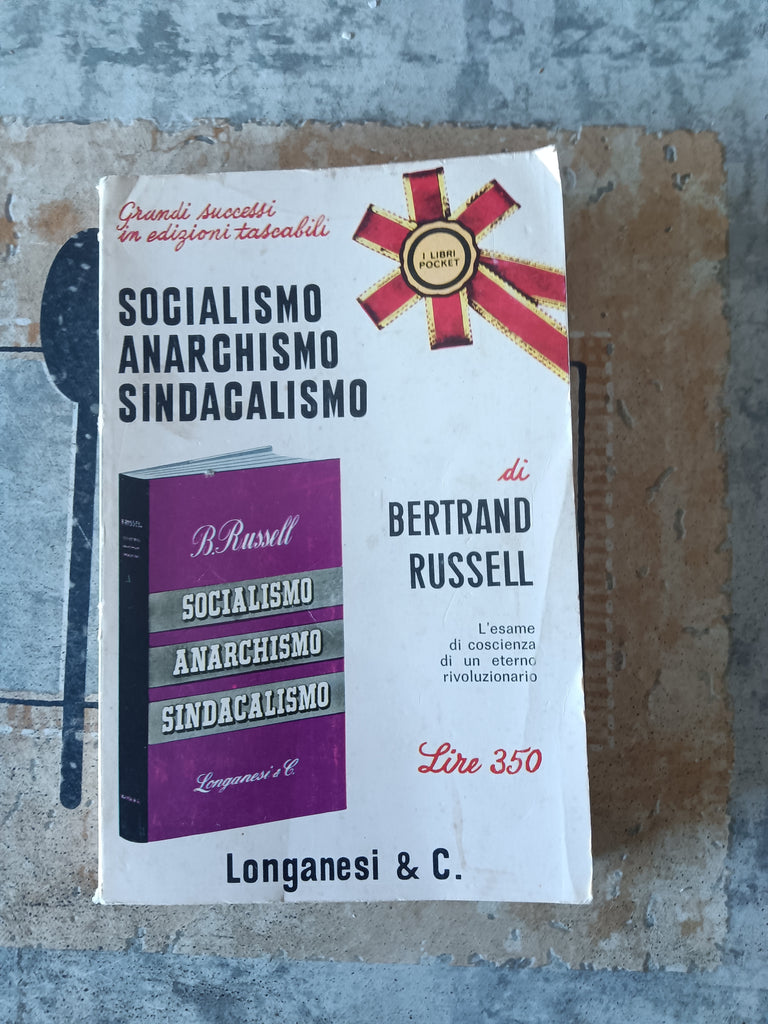 Grandi successi
in edizioni tascabili
I LIBRI
POCKET
SOCIALISMO
ANARCHISMO
SINDACALISMO
di
BERTRAND
RUSSELL
L'esame
di coscienza
di un eterno
rivoluzionario
Lire 350
B. Russell
SOCIALISMO
ANARCHISMO
SINDACALISMO
Longanesi & C.
Longanesi & C.